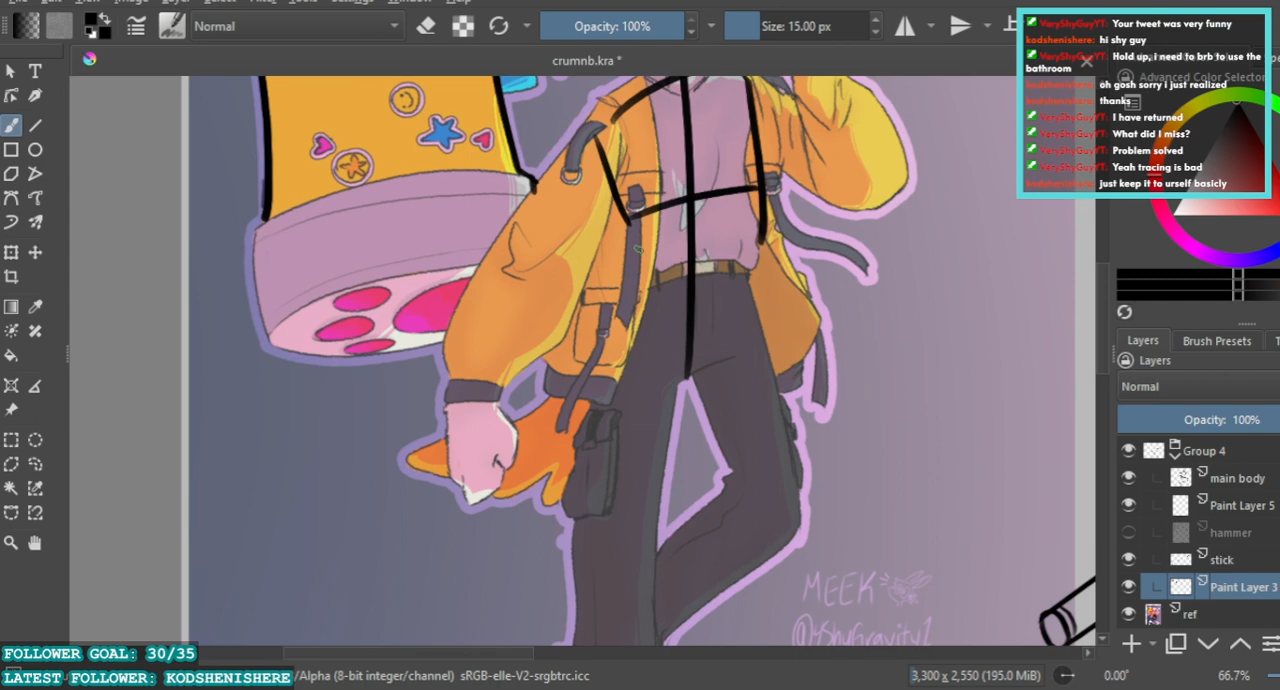 Normal
Opacity: 100%
Size: 15.00 px
crumnb.kra *
VeryShyGuyYT: Your tweet was very funny
kodshenishere: hi shy guy
VeryShyGuyYT: Hold up, i need to brb to use the
bathroom
kodshenishere: oh gosh sorry i just realized
kodshenishere: thanks
VeryShyGuyYT: I have returned
VeryShyGuyYT: What did I miss?
VeryShyGuyYT: Problem solved
VeryShyGuyYT: Yeah tracing is bad
kodshenishere: just keep it to urself basicly
Advanced Color Selector
Layers
Brush Presets
Layers
Normal
Opacity: 100%
Group 4
main body
Paint Layer 5
hammer
stick
Paint Layer 3
ref
MEEK
FOLLOWER GOAL: 30/35
LATEST FOLLOWER: KODSHENISHERE
/Alpha (8-bit integer/channel) sRGB-elle-V2-srgbtrc.icc
3,300 x 2,550 (195.0 MiB)
0.00°
66.7%